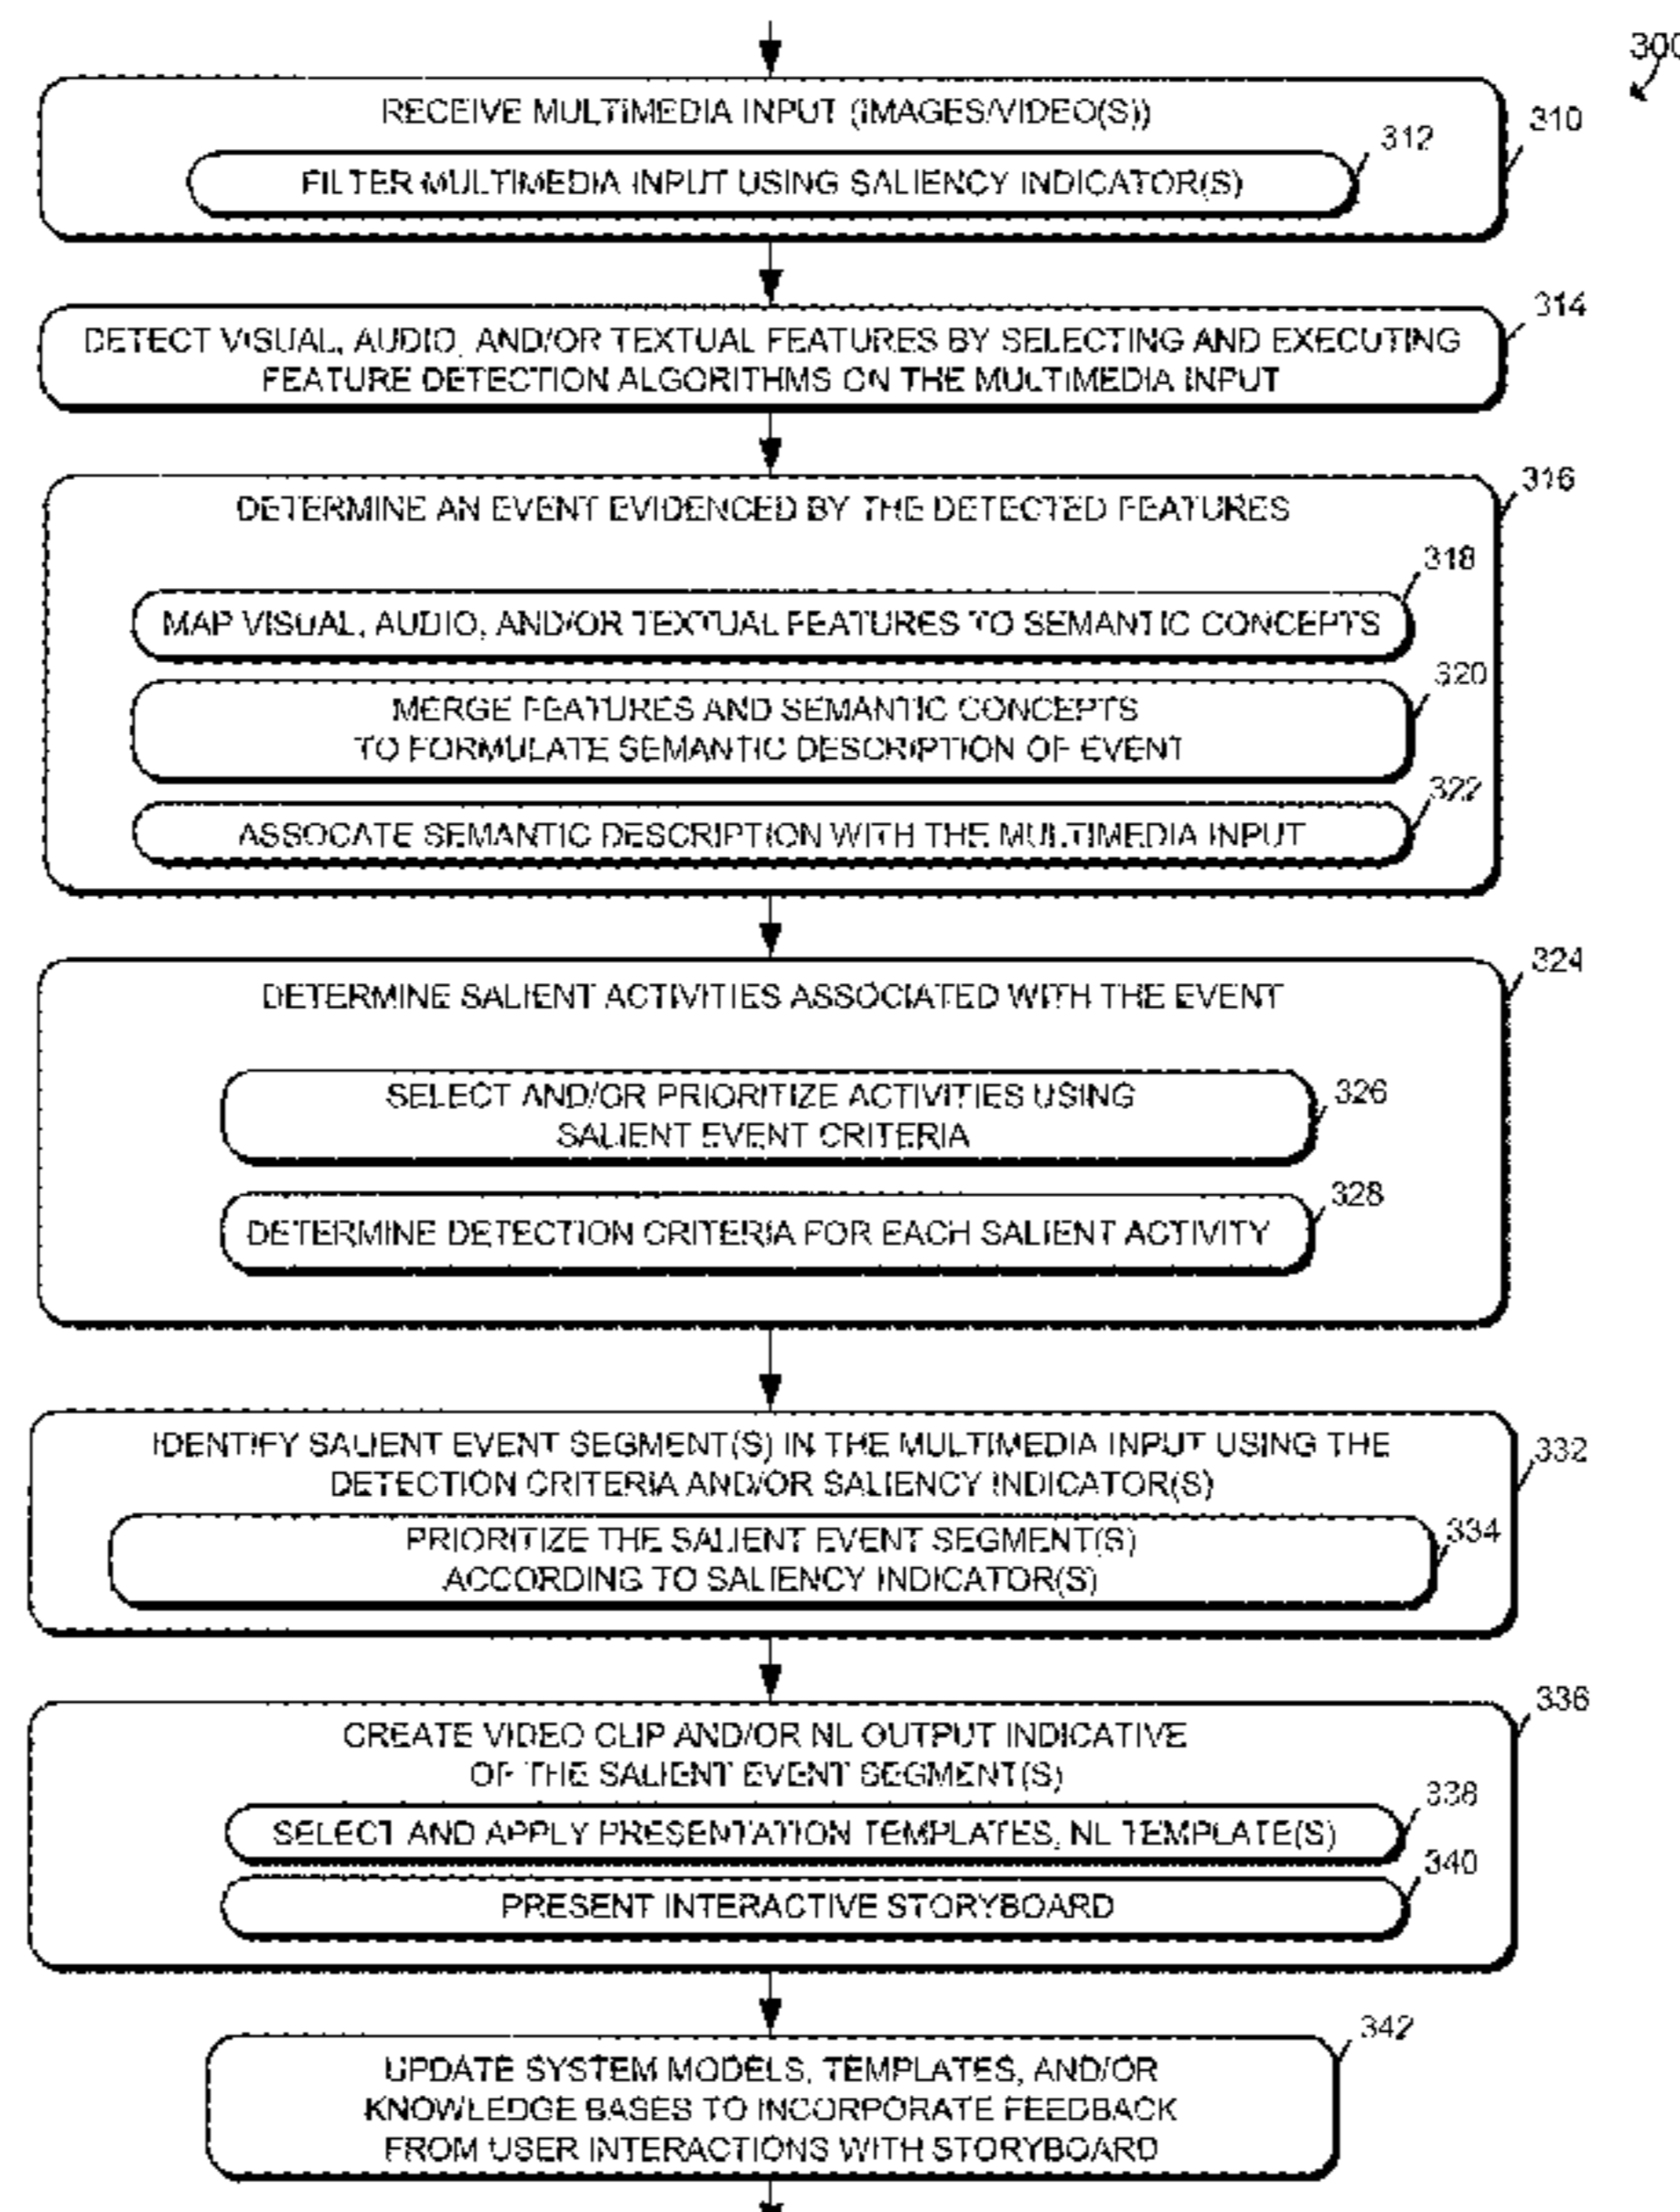 300
RECEIVE MULTIMEDIA INPUT (IMAGES/VIDEO(S))
310
312
FILTER MULTIMEDIA INPUT USING SALIENCY INDICATOR(S)
314
DETECT VISUAL, AUDIO, AND/OR TEXTUAL FEATURES BY SELECTING AND EXECUTING
FEATURE DETECTION ALGORITHMS ON THE MULTIMEDIA INPUT
316
DETERMINE AN EVENT EVIDENCED BY THE DETECTED FEATURES
318
MAP VISUAL, AUDIO, AND/OR TEXTUAL FEATURES TO SEMANTIC CONCEPTS
320
MERGE FEATURES AND SEMANTIC CONCEPTS
TO FORMULATE SEMANTIC DESCRIPTION OF EVENT
322
ASSOCATE SEMANTIC DESCRIPTION WITH THE MULTIMEDIA INPUT
324
DETERMINE SALIENT ACTIVITIES ASSOCIATED WITH THE EVENT
SELECT AND/OR PRIORITIZE ACTIVITIES USING
SALIENT EVENT CRITERIA
326
328
DETERMINE DETECTION CRITERIA FOR EACH SALIENT ACTIVITY
IDENTIFY SALIENT EVENT SEGMENT(S) IN THE MULTIMEDIA INPUT USING THE
DETECTION CRITERIA AND/OR SALIENCY INDICATOR(S)
332
PRIORITIZE THE SALIENT EVENT SEGMENT(S)
ACCORDING TO SALIENCY INDICATOR(S)
334
336
CREATE VIDEO CLIP AND/OR NL OUTPUT INDICATIVE
OF THE SALIENT EVENT SEGMENT(S)
338
SELECT AND APPLY PRESENTATION TEMPLATES, NL TEMPLATE(S)
340
PRESENT INTERACTIVE STORYBOARD
342
UPDATE SYSTEM MODELS, TEMPLATES, AND/OR
KNOWLEDGE BASES TO INCORPORATE FEEDBACK
FROM USER INTERACTIONS WITH STORYBOARD